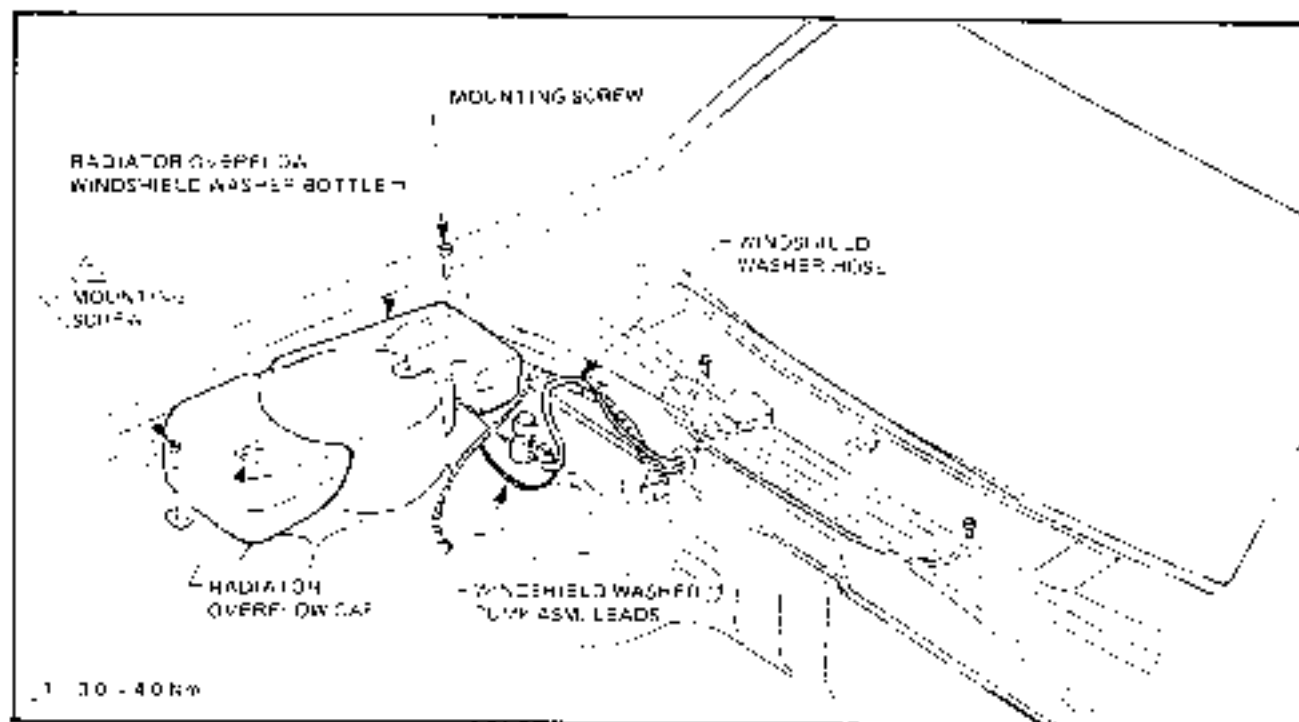 MOUNTING SCREW
RADIATOR OVERFLOW
WINDSHIELD WASHER BOTTLE
WINDSHIELD
WASHER HOSE
MOUNTING
SCREW
RADIATOR
OVERFLOW CAP
WINDSHIELD WASHER
PUMP ASM. LEADS